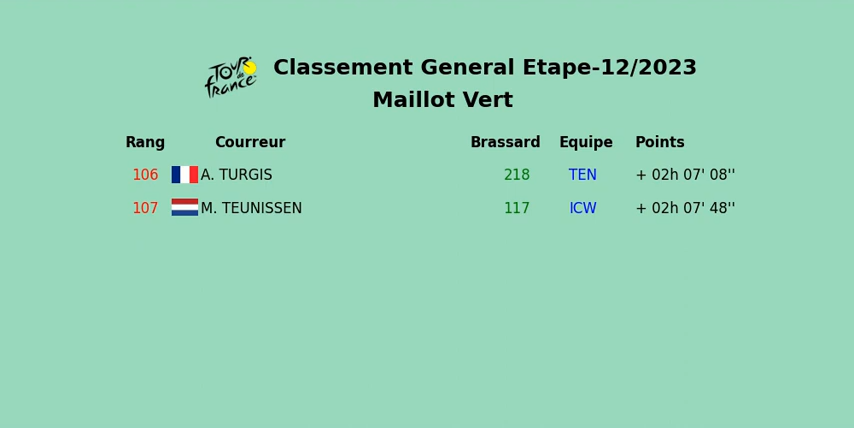 TOUR de france Classement General Etape-12/2023
Maillot Vert
Rang Courreur Brassard Equipe Points
106 A. TURGIS 218 TEN + 02h 07' 08''
107 M. TEUNISSEN 117 ICW + 02h 07' 48''